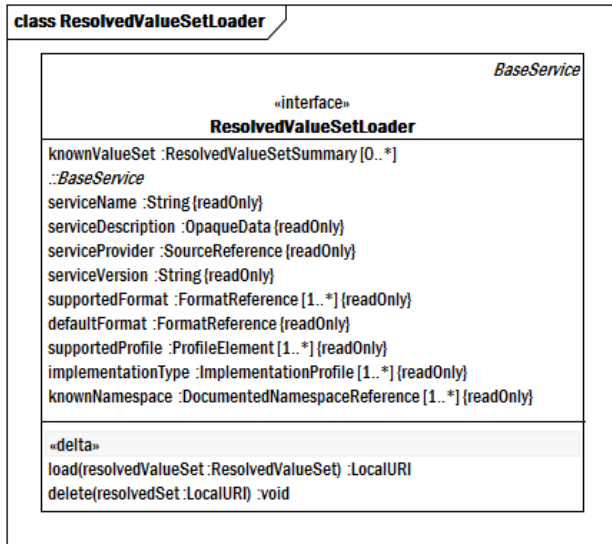 class ResolvedValueSetLoader
BaseService
«interface»
ResolvedValueSetLoader
knownValueSet :ResolvedValueSetSummary [0..*]
::BaseService
serviceName :String {readOnly}
serviceDescription :OpaqueData {readOnly}
serviceProvider :SourceReference {readOnly}
serviceVersion :String {readOnly}
supportedFormat :FormatReference [1..*] {readOnly}
defaultFormat :FormatReference {readOnly}
supportedProfile :ProfileElement [1..*] {readOnly}
implementationType :ImplementationProfile [1..*] {readOnly}
knownNamespace :DocumentedNamespaceReference [1..*] {readOnly}
«delta»
load(resolvedValueSet :ResolvedValueSet) :LocalURI
delete(resolvedSet :LocalURI) :void